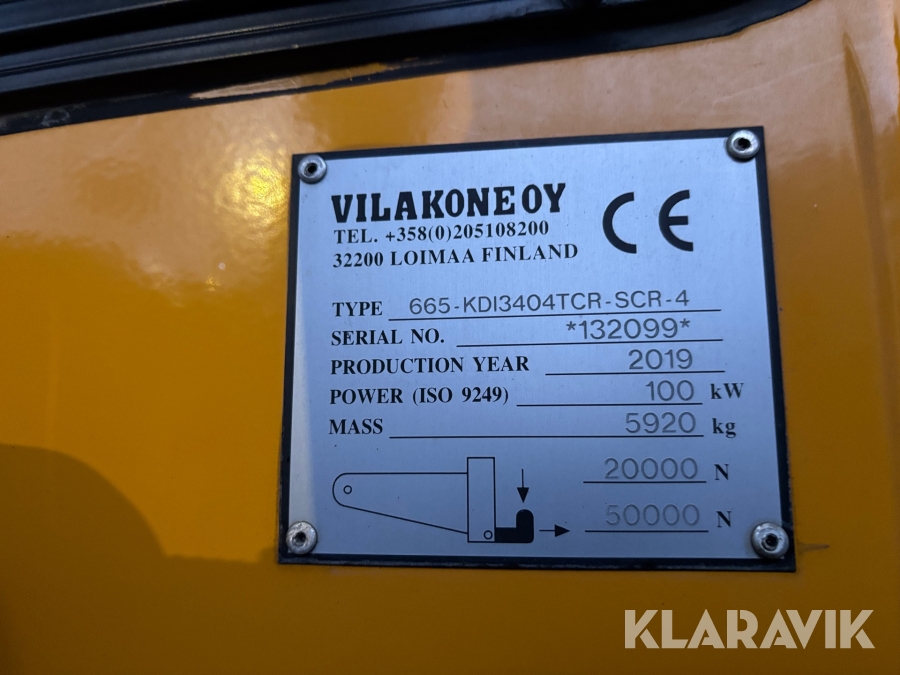 VILAKONE OY
TEL. +358(0)205108200
32200 LOIMAA FINLAND
CE
TYPE 665-KDI3404TCR-SCR-4
SERIAL NO. *132099*
PRODUCTION YEAR 2019
POWER (ISO 9249) 100 kW
MASS 5920 kg
20000 N
50000 N
KLARAVIK